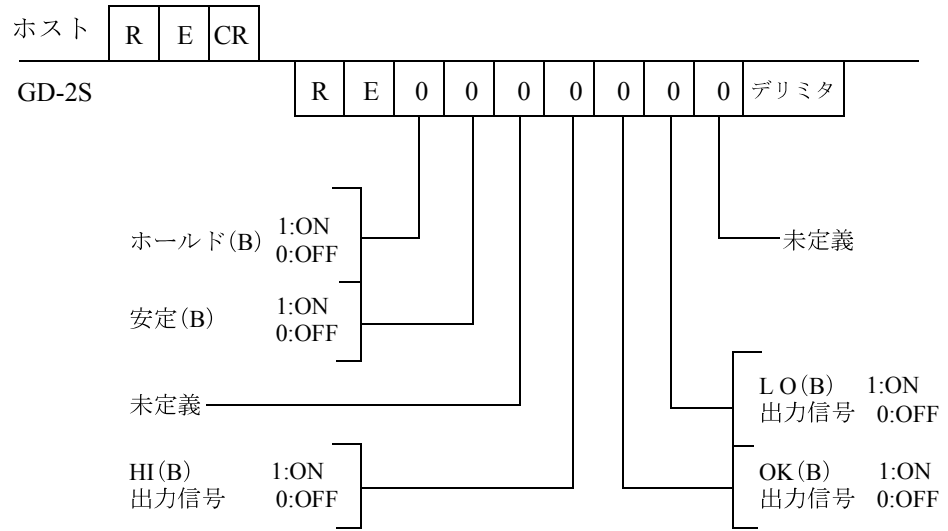 ホスト R E CR
GD-2S R E 0 0 0 0 0 0 0 デリミタ
ホールド(B) 1:ON
0:OFF
未定義
安定(B) 1:ON
0:OFF
未定義
L O(B) 1:ON
出力信号 0:OFF
HI(B) 1:ON
出力信号 0:OFF
OK(B) 1:ON
出力信号 0:OFF